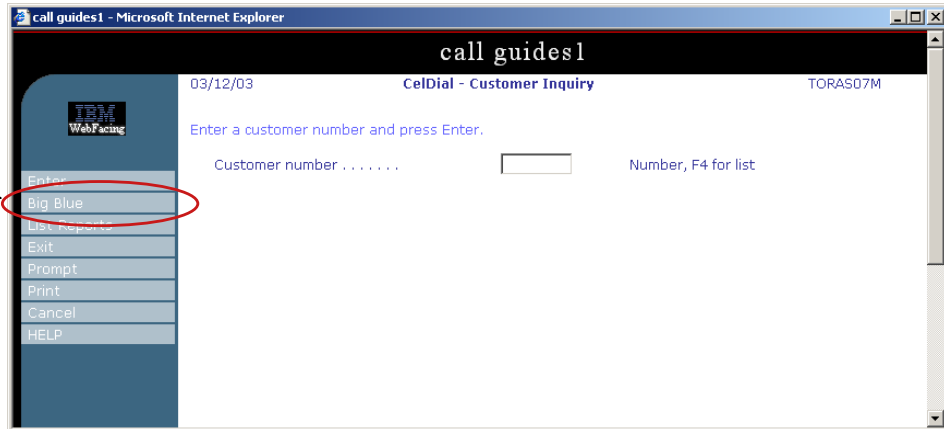 call guides1 - Microsoft Internet Explorer
call guides1
03/12/03 CelDial - Customer Inquiry TORAS07M
IBM
WebFacing
Enter a customer number and press Enter.
Customer number . . . . . . . Number, F4 for list
Enter
Big Blue
List Reports
Exit
Prompt
Print
Cancel
HELP